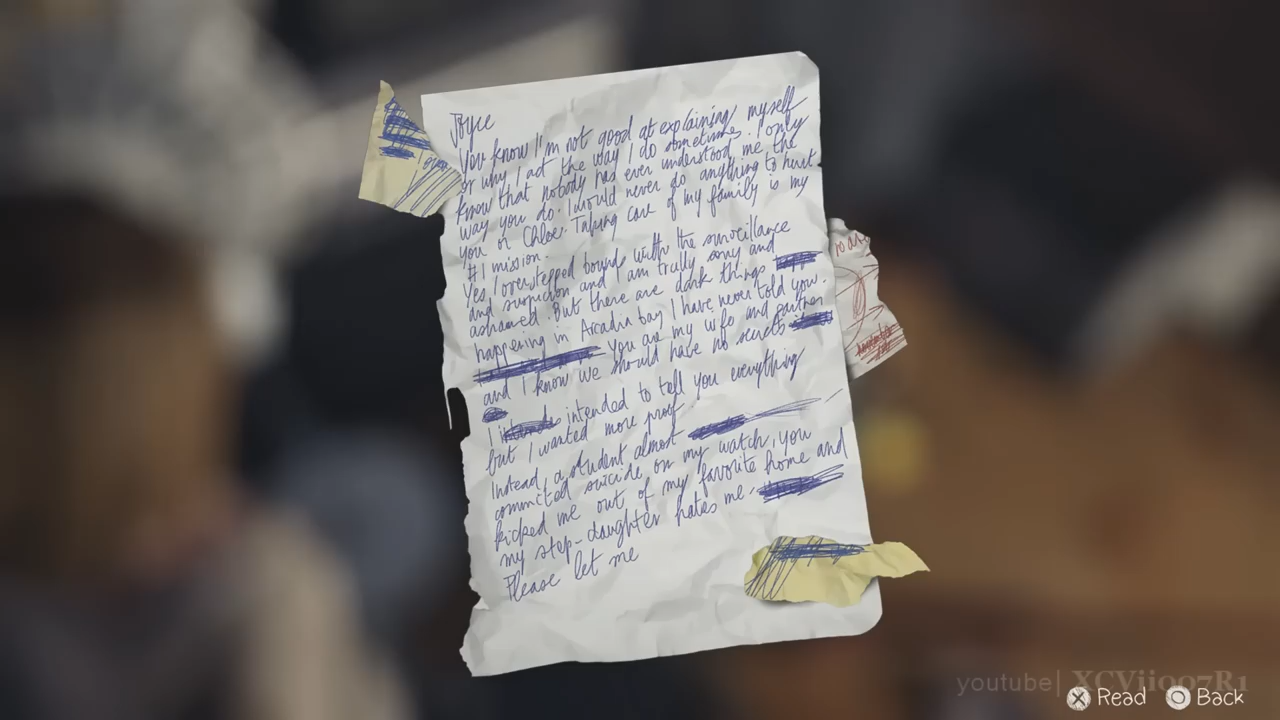 Joyce
You know I'm not good at explaining myself
or why I act the way I do sometimes. I only
know that nobody has ever understood me the
way you do. I would never do anything to hurt
you or Chloe. Taking care of my family is my
#1 mission.
Yes, I overstepped bounds with the surveillance
and suspicion and I am trully sorry and
ashamed. But there are dark things
happening in Arcadia bay I have never told you.
You are my wife and partner
and I know we should have no secrets
I intended to tell you everything
but I wanted more proof
Instead, a student almost
commited suicide on my watch, you
kicked me out of my favorite home and
my step-daughter hates me.
Please let me
youtube| XCVii007R1
Read Back